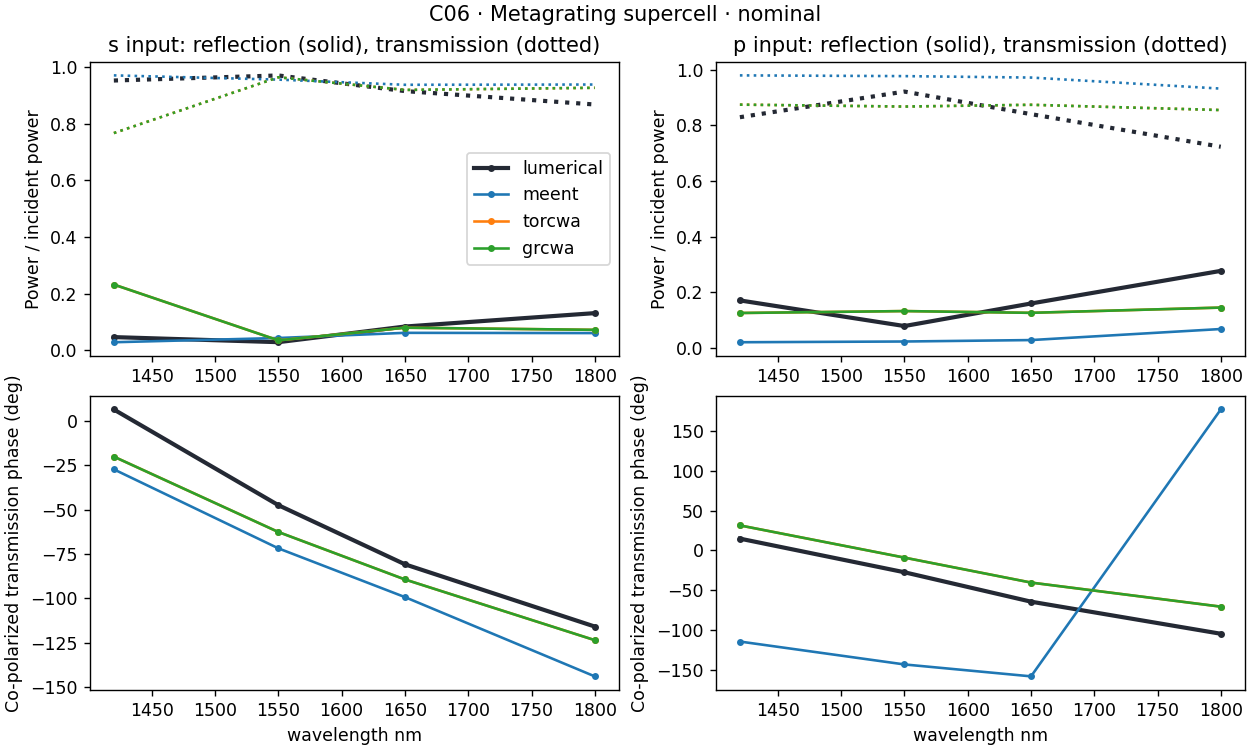 C06 · Metagrating supercell · nominal
s input: reflection (solid), transmission (dotted)
Power / incident power
1.0
0.8
0.6
0.4
0.2
0.0
lumerical
meent
torcwa
grcwa
1450 1500 1550 1600 1650 1700 1750 1800
p input: reflection (solid), transmission (dotted)
Power / incident power
1.0
0.8
0.6
0.4
0.2
0.0
1450 1500 1550 1600 1650 1700 1750 1800
Co-polarized transmission phase (deg)
0
−25
−50
−75
−100
−125
−150
1450 1500 1550 1600 1650 1700 1750 1800
wavelength nm
Co-polarized transmission phase (deg)
150
100
50
0
−50
−100
−150
1450 1500 1550 1600 1650 1700 1750 1800
wavelength nm